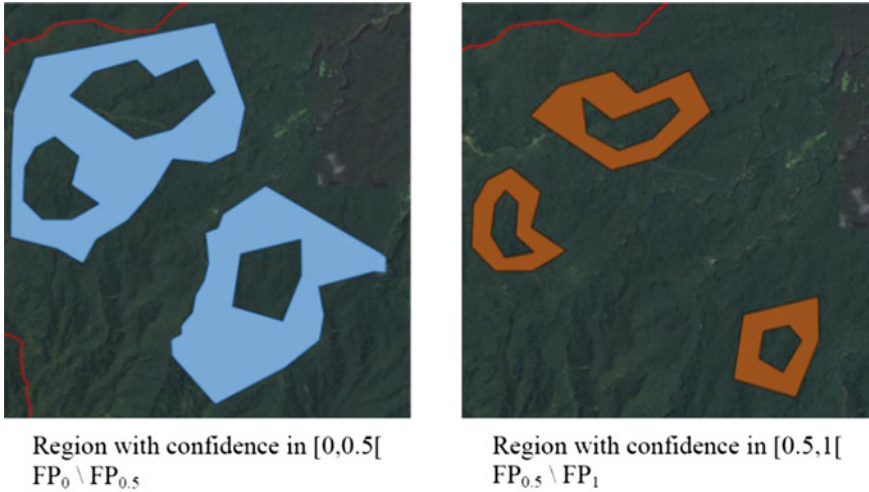 Region with confidence in [0,0.5[
FP₀ \ FP₀.₅
Region with confidence in [0.5,1[
FP₀.₅ \ FP₁